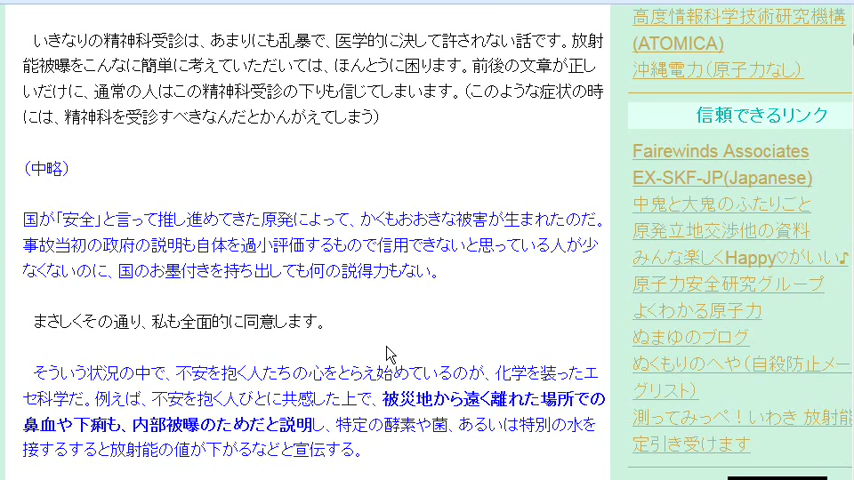 いきなりの精神科受診は、あまりにも乱暴で、医学的に決して許されない話です。放射
能被曝をこんなに簡単に考えていただいては、ほんとうに困ります。前後の文章が正し
いだけに、通常の人はこの精神科受診の下りも信じてしまいます。（このような症状の時
には、精神科を受診すべきなんだとかんがえてしまう）
（中略）
国が「安全」と言って推し進めてきた原発によって、かくもおおきな被害が生まれたのだ。
事故当初の政府の説明も自体を過小評価するもので信用できないと思っている人が少
なくないのに、国のお墨付きを持ち出しても何の説得力もない。
まさしくその通り、私も全面的に同意します。
そういう状況の中で、不安を抱く人たちの心をとらえ始めているのが、化学を装ったエ
セ科学だ。例えば、不安を抱く人びとに共感した上で、被災地から遠く離れた場所での
鼻血や下痢も、内部被曝のためだと説明し、特定の酵素や菌、あるいは特別の水を
接するすると放射能の値が下がるなどと宣伝する。
高度情報科学技術研究機構
(ATOMICA)
沖縄電力（原子力なし）
信頼できるリンク
Fairewinds Associates
EX-SKF-JP(Japanese)
中鬼と大鬼のふたりごと
原発立地交渉他の資料
みんな楽しくHappy♡がいい♪
原子力安全研究グループ
よくわかる原子力
ぬまゆのブログ
ぬくもりのへや（自殺防止メー
グリスト）
測ってみっぺ！いわき 放射能
定引き受けます